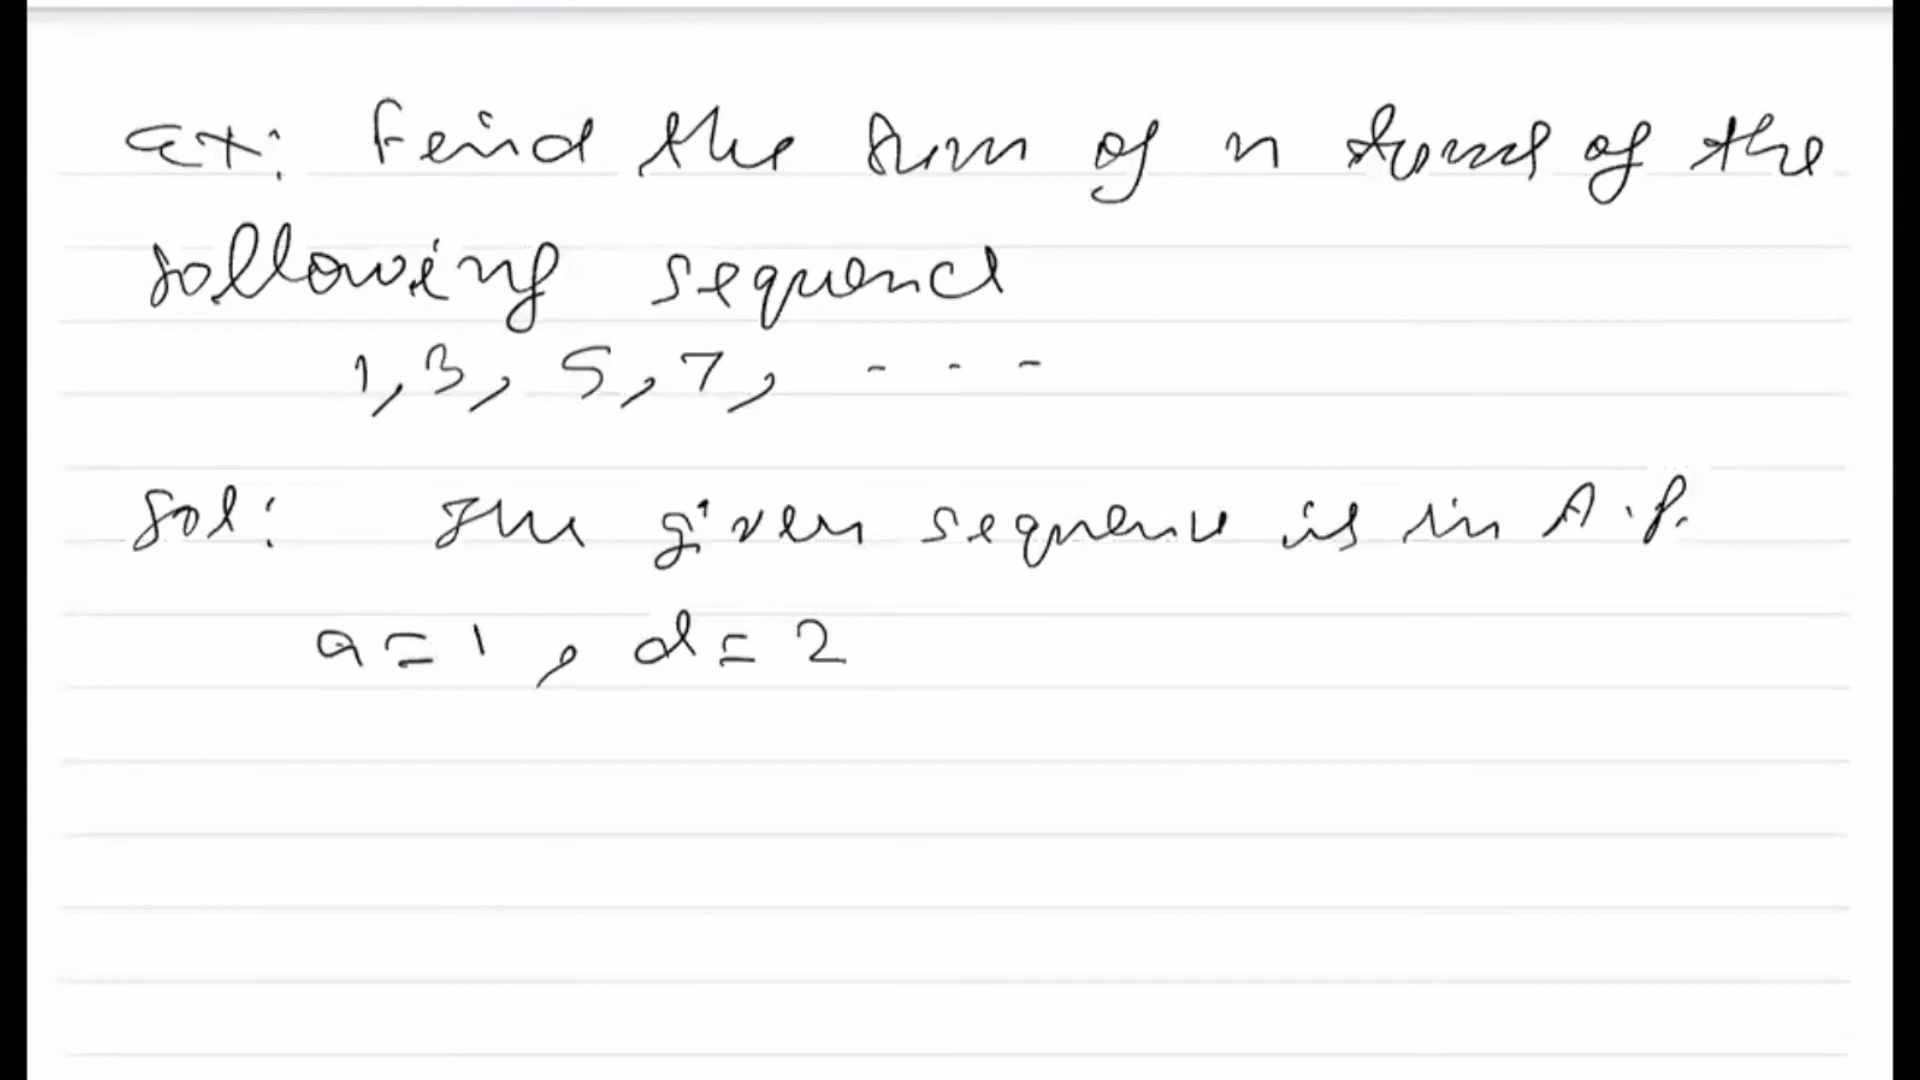 Ex: Find the sum of n terms of the
following sequence
1, 3, 5, 7, - - -
Sol: The given sequence is in A.P.
a = 1, d = 2